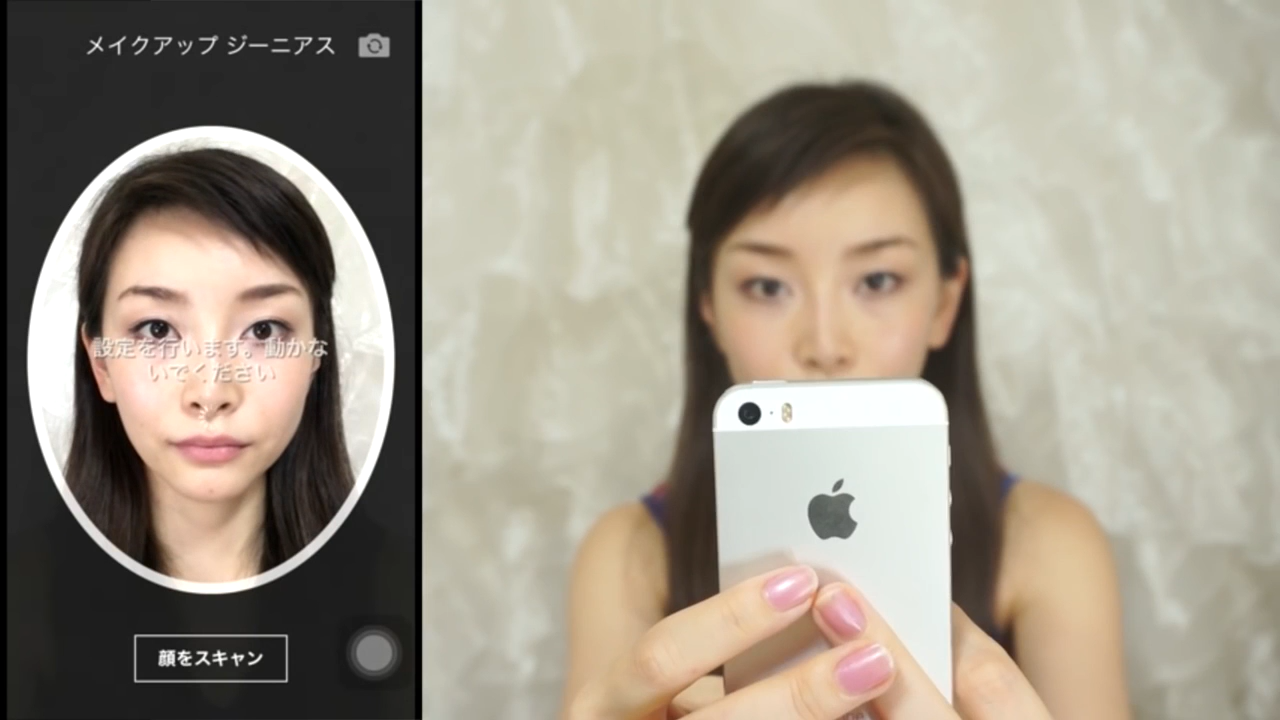 メイクアップ ジーニアス
設定を行います。動かな
いでください
顔をスキャン